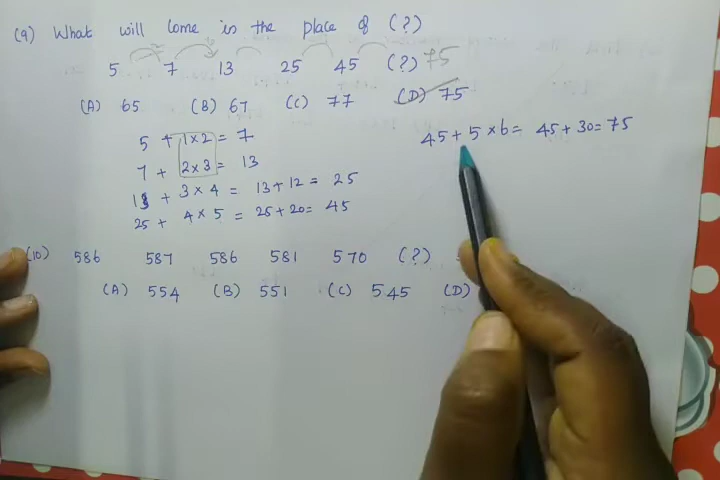 (9) What will come in the place of (?)
5 7 13 25 45 (?) 75
(A) 65 (B) 67 (C) 77 (D) 75
5 + 1×2 = 7
7 + 2×3 = 13
13 + 3×4 = 13+12 = 25
25 + 4×5 = 25+20= 45
45+5×6= 45+30=75
(10) 586 587 586 581 570 (?)
(A) 554 (B) 551 (C) 545 (D)